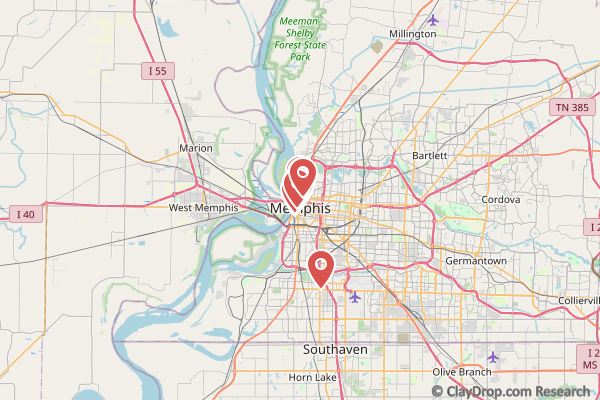 Meeman
Shelby
Forest State
Park
Millington
I 55
TN 385
Marion
Bartlett
West Memphis
Memphis
Cordova
I 40
I 2
Germantown
Collierville
Southaven
I 2
MS
Horn Lake
Olive Branch
© ClayDrop.com Research